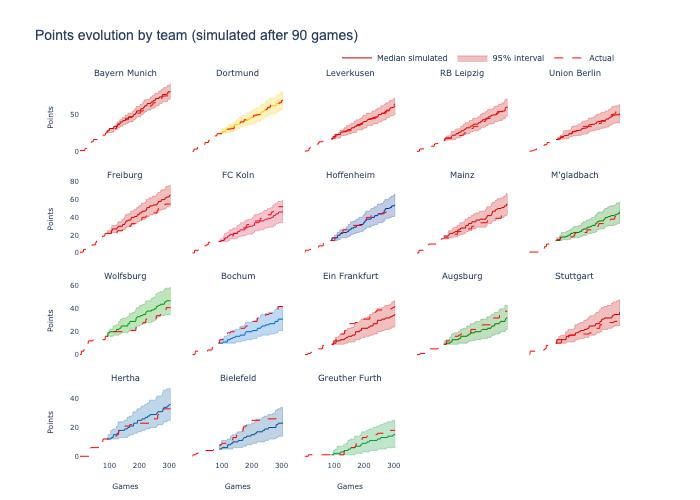 Points evolution by team (simulated after 90 games)
Median simulated 95% interval Actual
Bayern Munich Dortmund Leverkusen RB Leipzig Union Berlin
Points
50
0
Freiburg FC Koln Hoffenheim Mainz M'gladbach
Points
80
60
40
20
0
Wolfsburg Bochum Ein Frankfurt Augsburg Stuttgart
Points
60
40
20
0
Hertha Bielefeld Greuther Furth
Points
40
20
0
100 200 300 100 200 300 100 200 300
Games Games Games